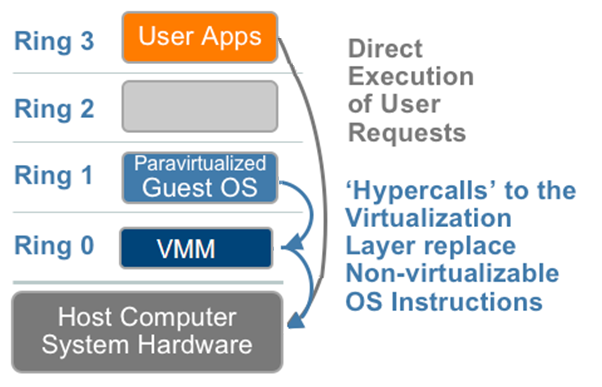 Ring 3
User Apps
Ring 2
Ring 1
Paravirtualized
Guest OS
Ring 0
VMM
Host Computer
System Hardware
Direct
Execution
of User
Requests
‘Hypercalls’ to the
Virtualization
Layer replace
Non-virtualizable
OS Instructions